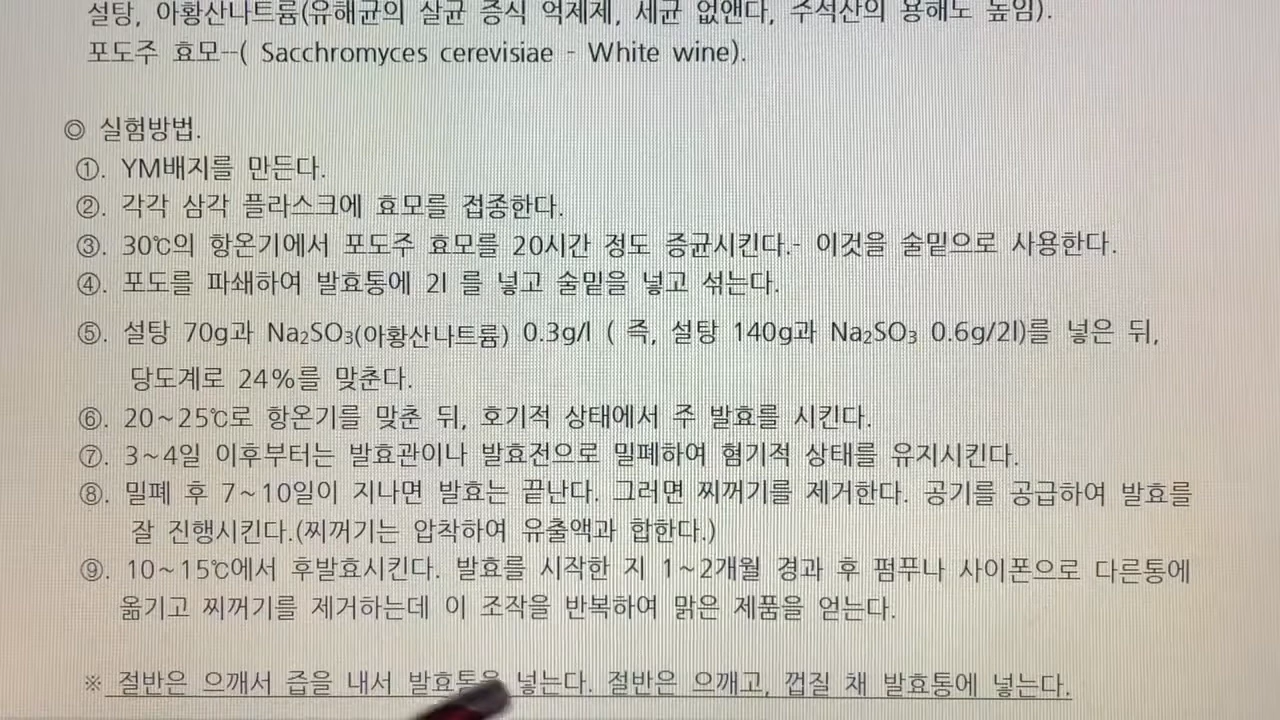 설탕, 아황산나트륨(유해균의 살균 증식 억제제, 세균 없앤다, 주석산의 용해도 높임).
포도주 효모--( Sacchromyces cerevisiae - White wine).
◎ 실험방법.
①. YM배지를 만든다.
②. 각각 삼각 플라스크에 효모를 접종한다.
③. 30℃의 항온기에서 포도주 효모를 20시간 정도 증균시킨다.- 이것을 술밑으로 사용한다.
④. 포도를 파쇄하여 발효통에 2l 를 넣고 술밑을 넣고 섞는다.
⑤. 설탕 70g과 Na₂SO₃(아황산나트륨) 0.3g/l ( 즉, 설탕 140g과 Na₂SO₃ 0.6g/2l)를 넣은 뒤,
당도계로 24%를 맞춘다.
⑥. 20~25℃로 항온기를 맞춘 뒤, 호기적 상태에서 주 발효를 시킨다.
⑦. 3~4일 이후부터는 발효관이나 발효전으로 밀폐하여 혐기적 상태를 유지시킨다.
⑧. 밀폐 후 7~10일이 지나면 발효는 끝난다. 그러면 찌꺼기를 제거한다. 공기를 공급하여 발효를
잘 진행시킨다.(찌꺼기는 압착하여 유출액과 합한다.)
⑨. 10~15℃에서 후발효시킨다. 발효를 시작한 지 1~2개월 경과 후 펌푸나 사이폰으로 다른통에
옮기고 찌꺼기를 제거하는데 이 조작을 반복하여 맑은 제품을 얻는다.
※ 절반은 으깨서 즙을 내서 발효통을 넣는다. 절반은 으깨고, 껍질 채 발효통에 넣는다.